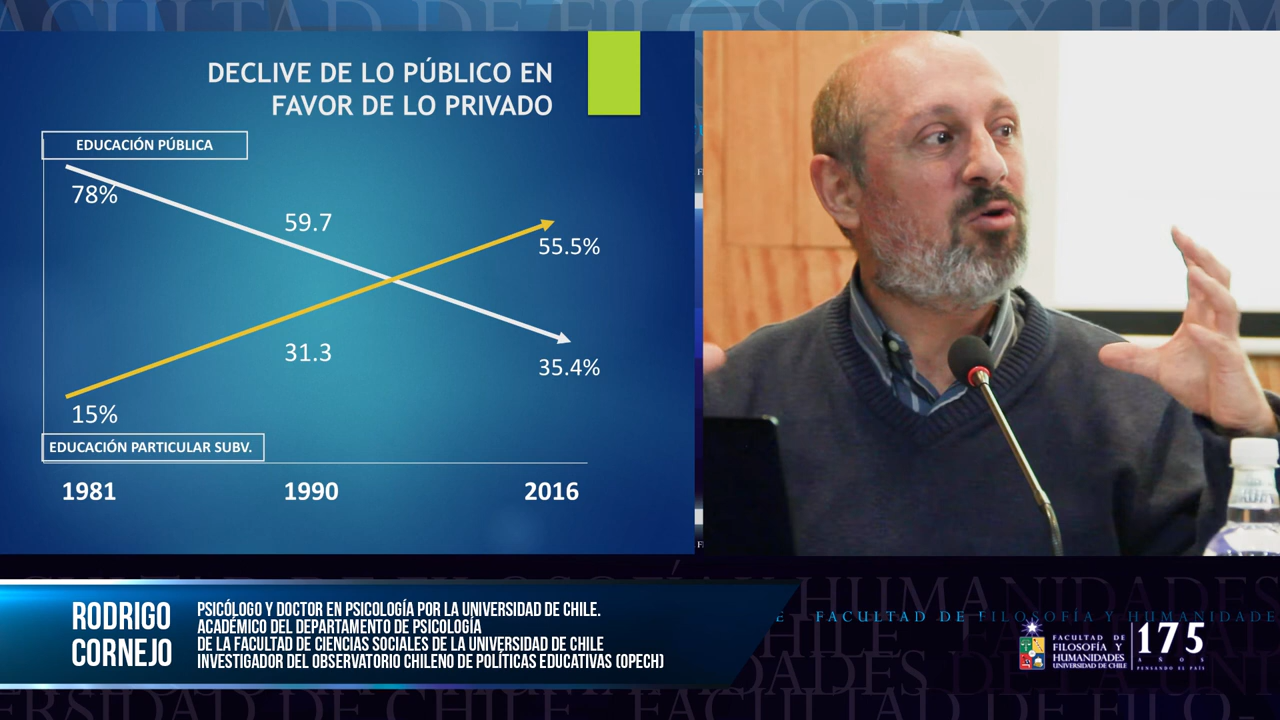 DECLIVE DE LO PÚBLICO EN
FAVOR DE LO PRIVADO
EDUCACIÓN PÚBLICA
78%
59.7
55.5%
31.3
35.4%
15%
EDUCACIÓN PARTICULAR SUBV.
1981
1990
2016
RODRIGO
CORNEJO
PSICÓLOGO Y DOCTOR EN PSICOLOGÍA POR LA UNIVERSIDAD DE CHILE.
ACADÉMICO DEL DEPARTAMENTO DE PSICOLOGÍA
DE LA FACULTAD DE CIENCIAS SOCIALES DE LA UNIVERSIDAD DE CHILE
INVESTIGADOR DEL OBSERVATORIO CHILENO DE POLÍTICAS EDUCATIVAS (OPECH)
FACULTAD DE FILOSOFÍA Y HUMANIDADES
FACULTAD DE
FILOSOFÍA Y
HUMANIDADES
UNIVERSIDAD DE CHILE
175
AÑOS
PENSANDO EL PAÍS